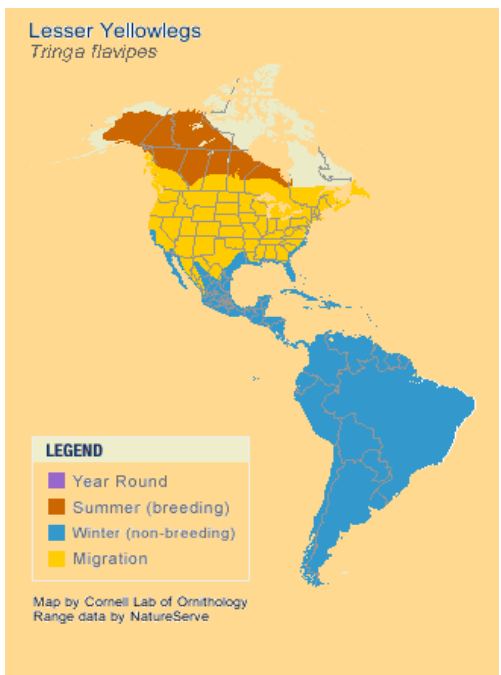 Lesser Yellowlegs
Tringa flavipes
LEGEND
Year Round
Summer (breeding)
Winter (non-breeding)
Migration
Map by Cornell Lab of Ornithology
Range data by NatureServe